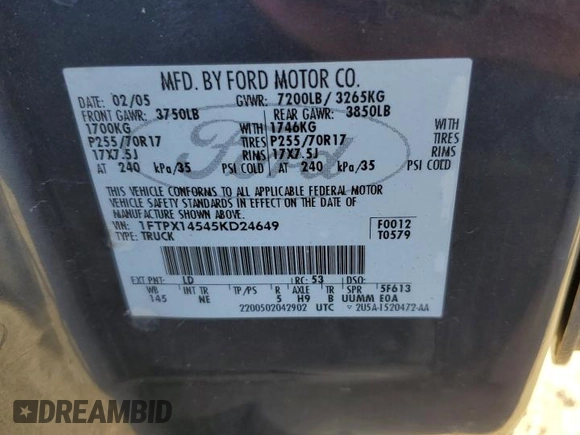 MFD. BY FORD MOTOR CO.
DATE: 02/05 GVWR: 7200LB/ 3265KG
FRONT GAWR: 3750LB REAR GAWR: 3850LB
1700KG WITH 1746KG WITH
P255/70R17 TIRES P255/70R17 TIRES
17X7.5J RIMS 17X7.5J RIMS
AT 240 kPa/35 PSI COLD AT 240 kPa/35 PSI COLD
THIS VEHICLE CONFORMS TO ALL APPLICABLE FEDERAL MOTOR
VEHICLE SAFETY STANDARDS IN EFFECT ON THE DATE OF
MANUFACTURE SHOWN ABOVE.
VIN: 1FTPX14545KD24649 F0012
TYPE: TRUCK T0579
Ford
EXT PNT: LD RC: 53 DSO:
WB INT TR TP/PS R AXLE TR SPR 5F613
145 NE 5 H9 B UUMM E0A
2200502042902 UTC 2U5A-1520472-AA
DREAMBID